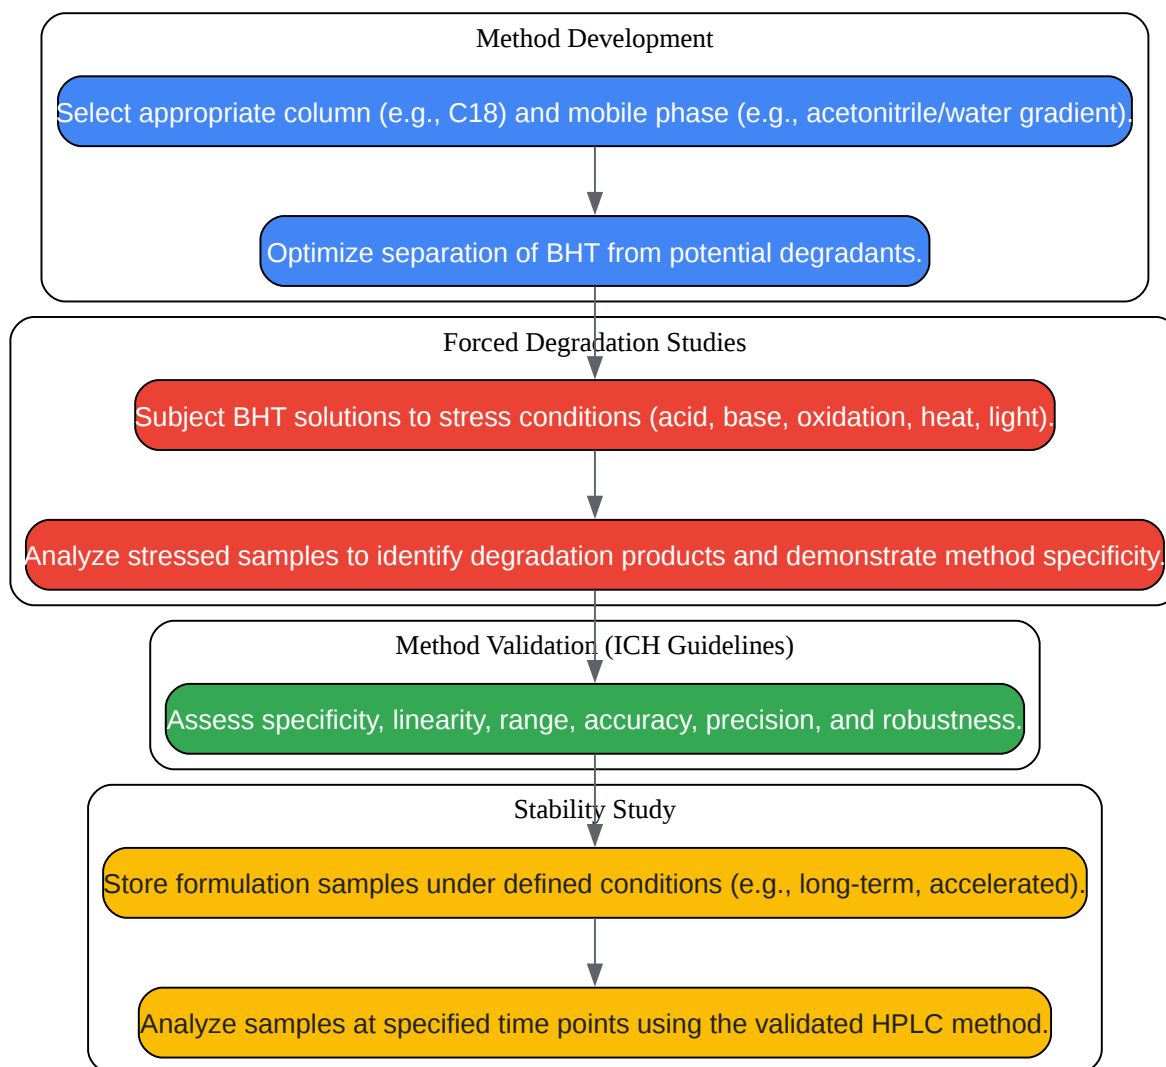 Method Development
Select appropriate column (e.g., C18) and mobile phase (e.g., acetonitrile/water gradient).
Optimize separation of BHT from potential degradants.
Forced Degradation Studies
Subject BHT solutions to stress conditions (acid, base, oxidation, heat, light).
Analyze stressed samples to identify degradation products and demonstrate method specificity.
Method Validation (ICH Guidelines)
Assess specificity, linearity, range, accuracy, precision, and robustness.
Stability Study
Store formulation samples under defined conditions (e.g., long-term, accelerated).
Analyze samples at specified time points using the validated HPLC method.